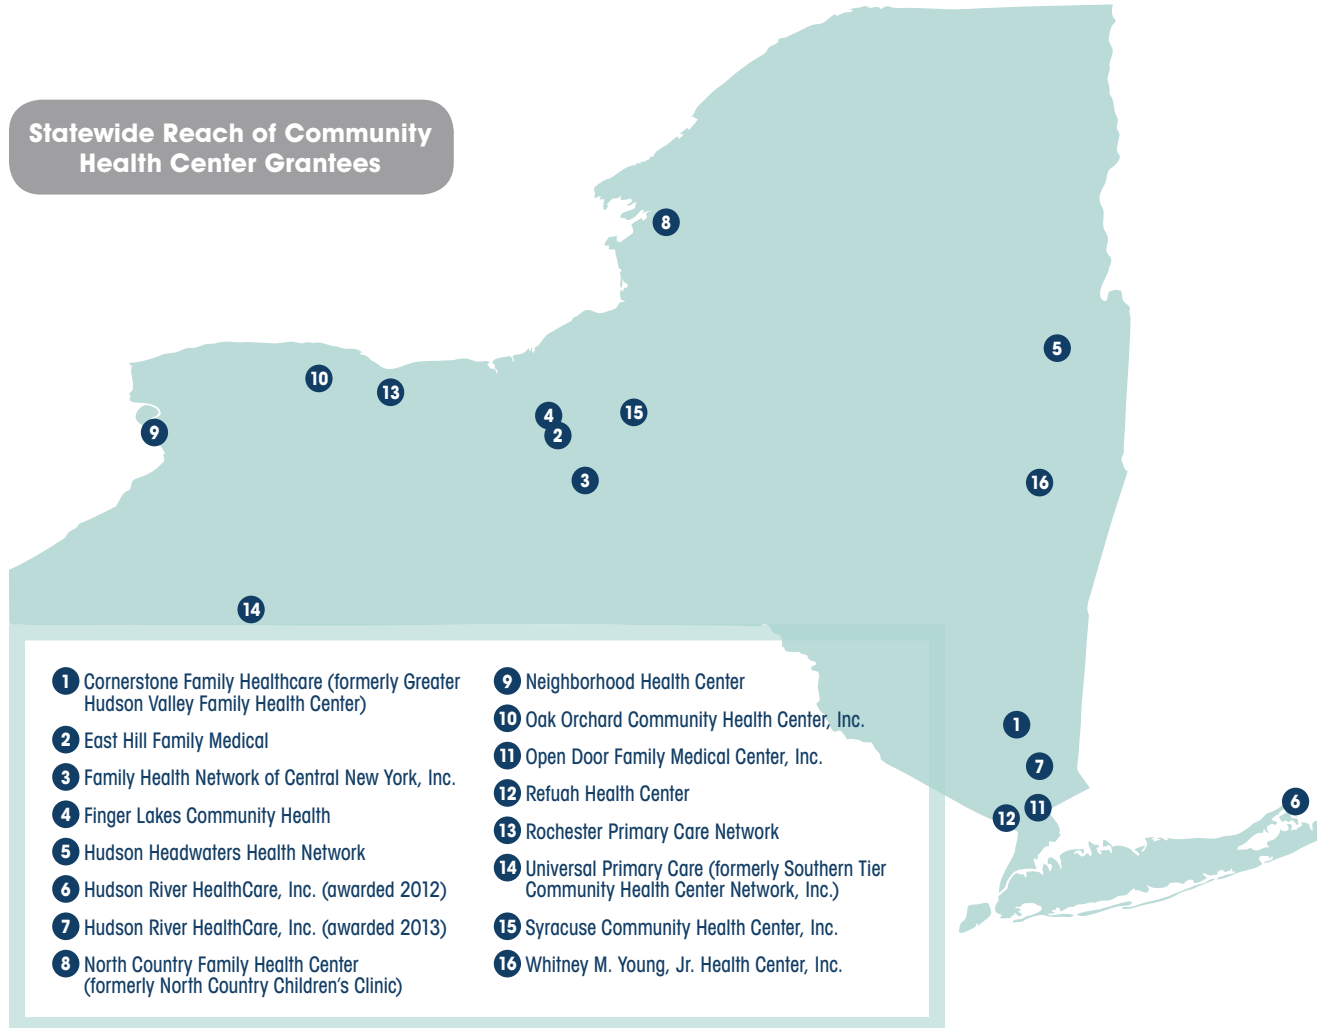 Statewide Reach of Community
Health Center Grantees
8
5
10
13
4
15
9
2
3
16
14
1
7
6
11
12
1 Cornerstone Family Healthcare (formerly Greater
Hudson Valley Family Health Center)
2 East Hill Family Medical
3 Family Health Network of Central New York, Inc.
4 Finger Lakes Community Health
5 Hudson Headwaters Health Network
6 Hudson River HealthCare, Inc. (awarded 2012)
7 Hudson River HealthCare, Inc. (awarded 2013)
8 North Country Family Health Center
(formerly North Country Children's Clinic)
9 Neighborhood Health Center
10 Oak Orchard Community Health Center, Inc.
11 Open Door Family Medical Center, Inc.
12 Refuah Health Center
13 Rochester Primary Care Network
14 Universal Primary Care (formerly Southern Tier
Community Health Center Network, Inc.)
15 Syracuse Community Health Center, Inc.
16 Whitney M. Young, Jr. Health Center, Inc.